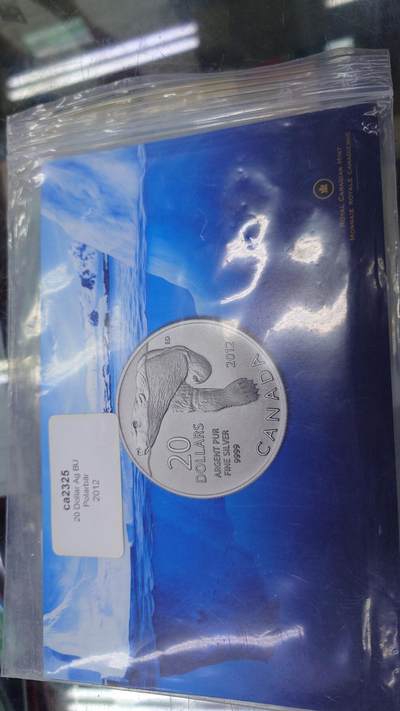 ROYAL CANADIAN MINT
MONNAIE ROYALE CANADIENNE
2012
CANADA
20
DOLLARS
ARGENT PUR
FINE SILVER
9999
ca2325
20 Dollar Ag BU
Polarbär
2012